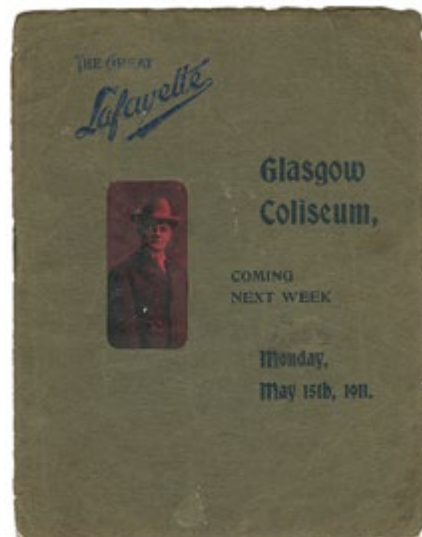 THE GREAT
Lafayette
Glasgow
Coliseum,
COMING
NEXT WEEK
Monday,
May 15th, 1911.